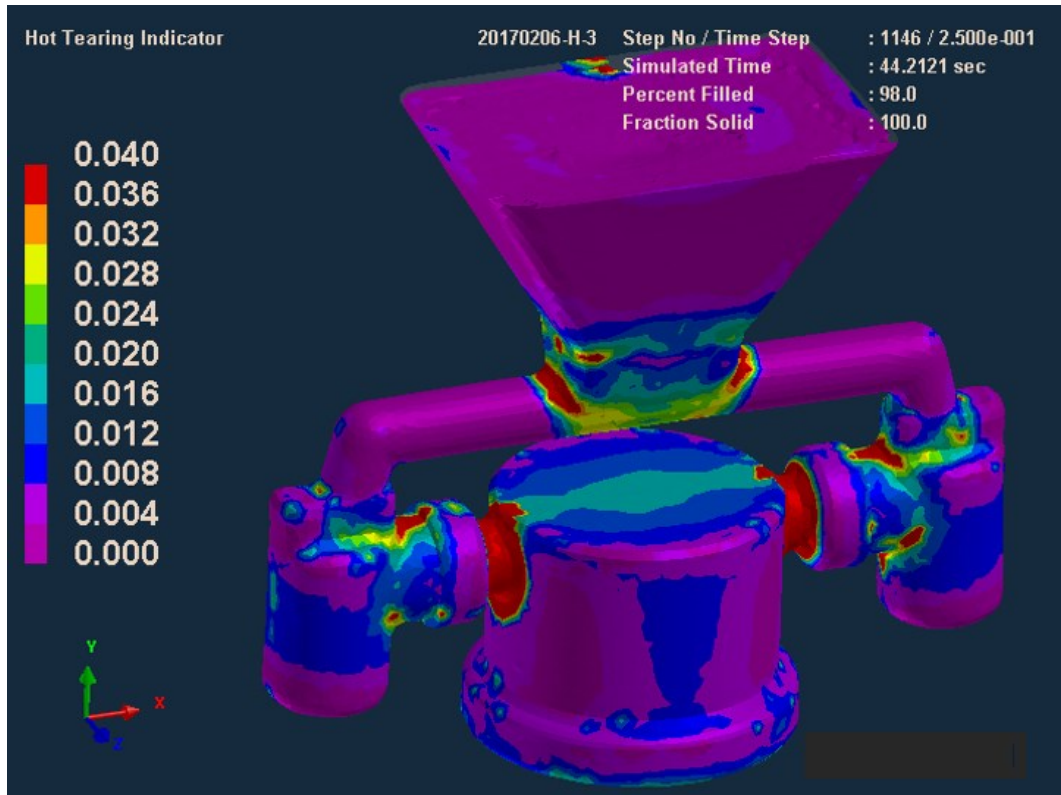 Hot Tearing Indicator
20170206-H-3
Step No / Time Step : 1146 / 2.500e-001
Simulated Time : 44.2121 sec
Percent Filled : 98.0
Fraction Solid : 100.0
0.040
0.036
0.032
0.028
0.024
0.020
0.016
0.012
0.008
0.004
0.000
Y
X
Z